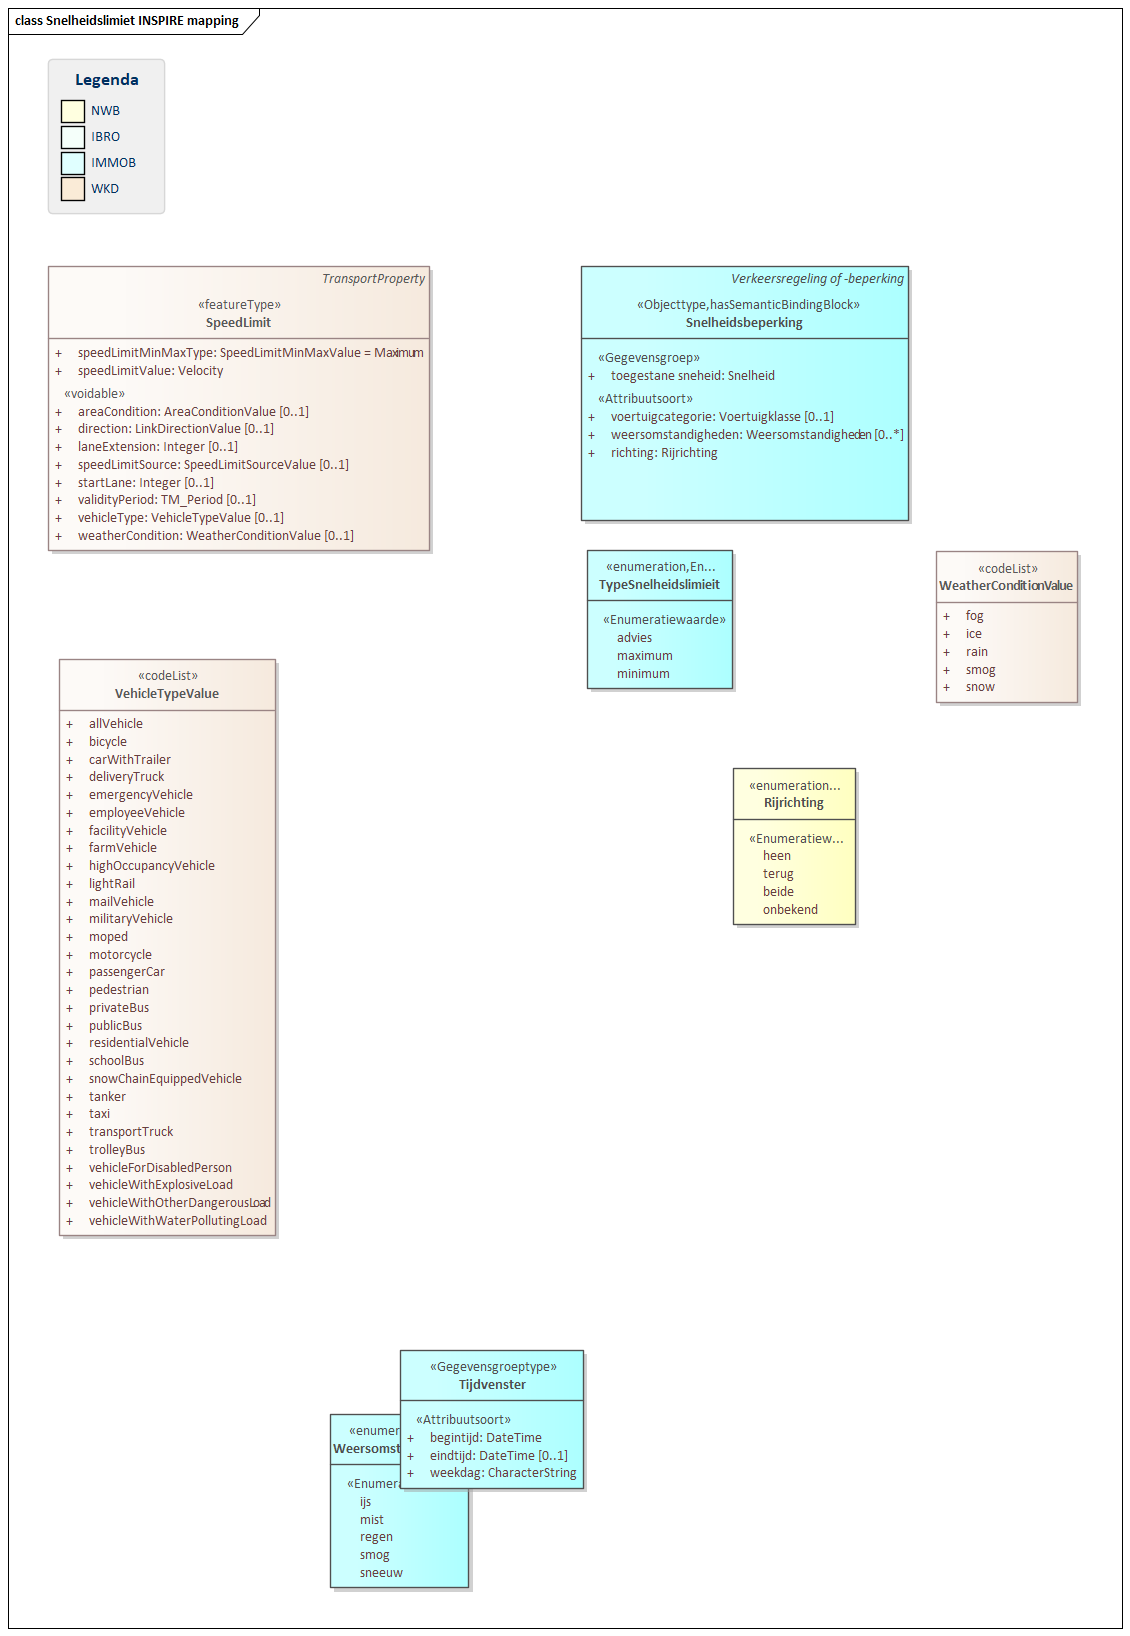 class Snelheidslimiet INSPIRE mapping
Legenda
NWB
IBRO
IMMOB
WKD
TransportProperty
«featureType»
SpeedLimit
+ speedLimitMinMaxType: SpeedLimitMinMaxValue = Maximum
+ speedLimitValue: Velocity
«voidable»
+ areaCondition: AreaConditionValue [0..1]
+ direction: LinkDirectionValue [0..1]
+ laneExtension: Integer [0..1]
+ speedLimitSource: SpeedLimitSourceValue [0..1]
+ startLane: Integer [0..1]
+ validityPeriod: TM_Period [0..1]
+ vehicleType: VehicleTypeValue [0..1]
+ weatherCondition: WeatherConditionValue [0..1]
Verkeersregeling of -beperking
«Objecttype,hasSemanticBindingBlock»
Snelheidsbeperking
«Gegevensgroep»
+ toegestane sneheid: Snelheid
«Attribuutsoort»
+ voertuigcategorie: Voertuigklasse [0..1]
+ weersomstandigheden: Weersomstandigheden [0..*]
+ richting: Rijrichting
«enumeration,En...
TypeSnelheidslimieit
«Enumeratiewaarde»
advies
maximum
minimum
«codeList»
WeatherConditionValue
+ fog
+ ice
+ rain
+ smog
+ snow
«codeList»
VehicleTypeValue
+ allVehicle
+ bicycle
+ carWithTrailer
+ deliveryTruck
+ emergencyVehicle
+ employeeVehicle
+ facilityVehicle
+ farmVehicle
+ highOccupancyVehicle
+ lightRail
+ mailVehicle
+ militaryVehicle
+ moped
+ motorcycle
+ passengerCar
+ pedestrian
+ privateBus
+ publicBus
+ residentialVehicle
+ schoolBus
+ snowChainEquippedVehicle
+ tanker
+ taxi
+ transportTruck
+ trolleyBus
+ vehicleForDisabledPerson
+ vehicleWithExplosiveLoad
+ vehicleWithOtherDangerousLoad
+ vehicleWithWaterPollutingLoad
«enumeration...
Rijrichting
«Enumeratiew...
heen
terug
beide
onbekend
«Gegevensgroeptype»
Tijdvenster
«Attribuutsoort»
+ begintijd: DateTime
+ eindtijd: DateTime [0..1]
+ weekdag: CharacterString
«enumer
Weersomst
«Enumera
ijs
mist
regen
smog
sneeuw